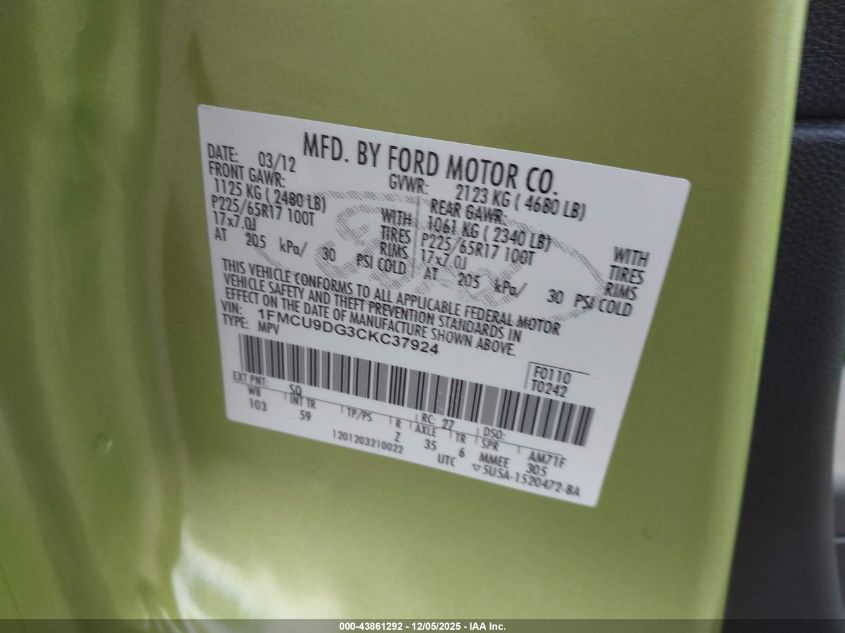 MFD. BY FORD MOTOR CO.
DATE: 03/12 GVWR: 2123 KG ( 4680 LB)
FRONT GAWR: REAR GAWR:
1125 KG ( 2480 LB) WITH 1061 KG ( 2340 LB) WITH
P225/65R17 100T TIRES P225/65R17 100T TIRES
17x7.0J RIMS 17x7.0J RIMS
AT 205 kPa/ 30 PSI COLD AT 205 kPa/ 30 PSI COLD
THIS VEHICLE CONFORMS TO ALL APPLICABLE FEDERAL MOTOR
VEHICLE SAFETY AND THEFT PREVENTION STANDARDS IN
EFFECT ON THE DATE OF MANUFACTURE SHOWN ABOVE.
VIN: 1FMCU9DG3CKC37924
TYPE: MPV
F0110
T0242
EXT PNT: SQ RC: 27 DSO:
WB INT TR TP/PS R AXLE TR SPR AM71F
103 59 Z 35 6 MMEE 305
1201203210022 UTC 5U5A-1520472-BA
Ford
000-43861292 - 12/05/2025 - IAA Inc.